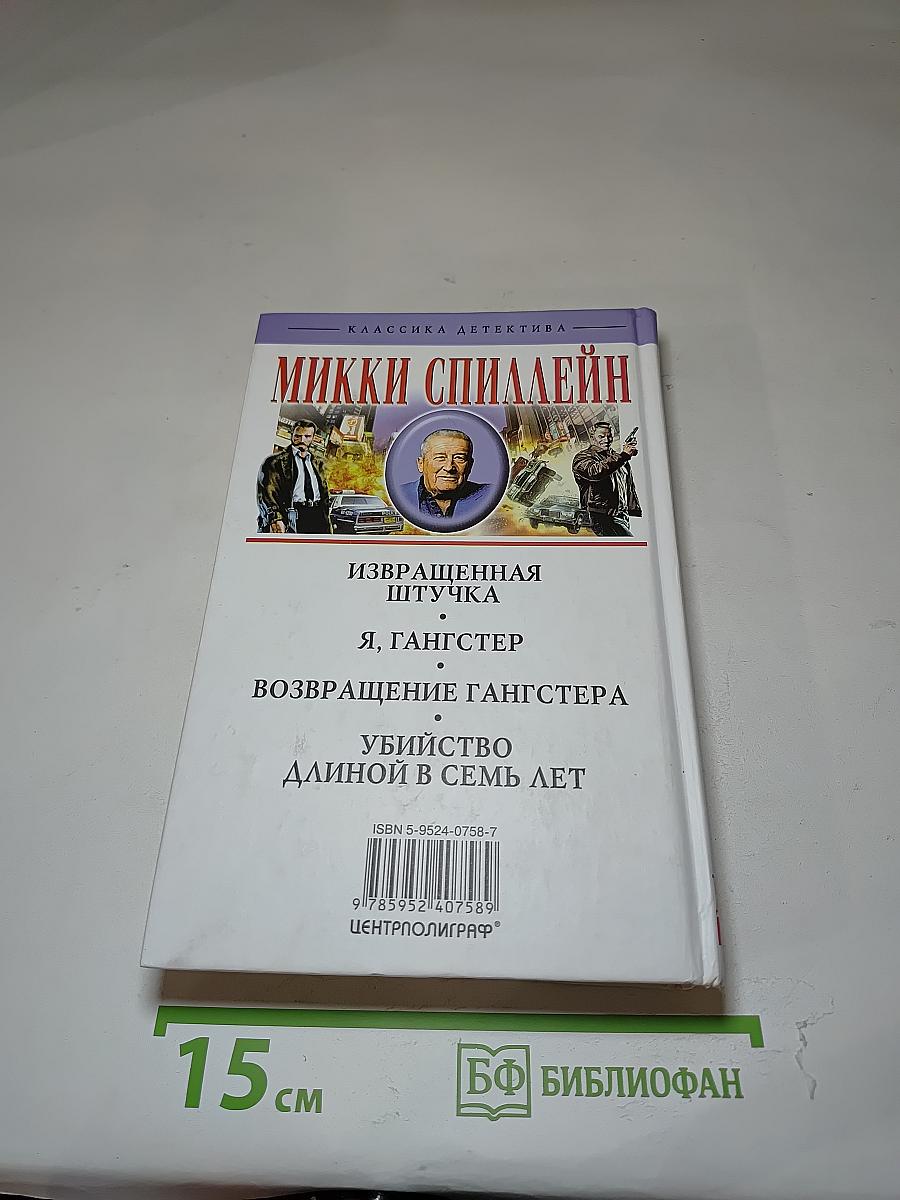 КЛАССИКА ДЕТЕКТИВА
МИККИ СПИЛЛЕЙН
ИЗВРАЩЕННАЯ
ШТУЧКА
•
Я, ГАНГСТЕР
•
ВОЗВРАЩЕНИЕ ГАНГСТЕРА
•
УБИЙСТВО
ДЛИНОЙ В СЕМЬ ЛЕТ
ISBN 5-9524-0758-7
9 785952 407589
ЦЕНТРПОЛИГРАФ®
15 см
БФ БИБЛИОФАН